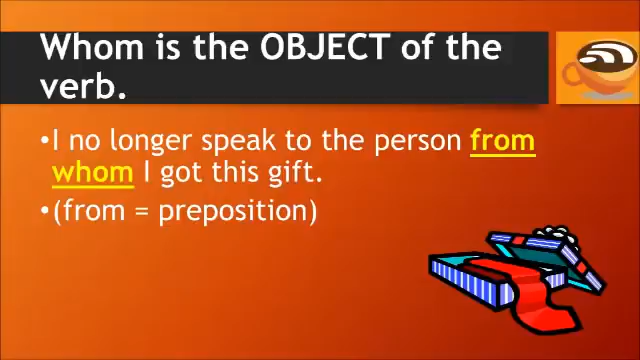 Whom is the OBJECT of the
verb.
•I no longer speak to the person from
whom I got this gift.
•(from = preposition)